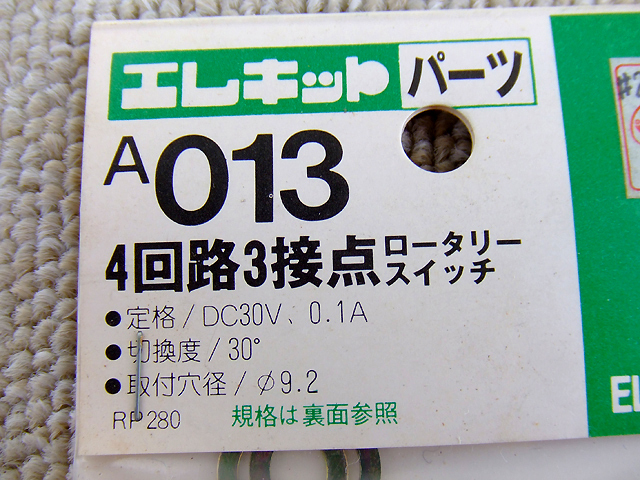 エレキット パーツ
A013
4回路3接点ロータリースイッチ
●定格/DC30V、0.1A
●切換度/30°
●取付穴径/φ9.2
RP280 規格は裏面参照